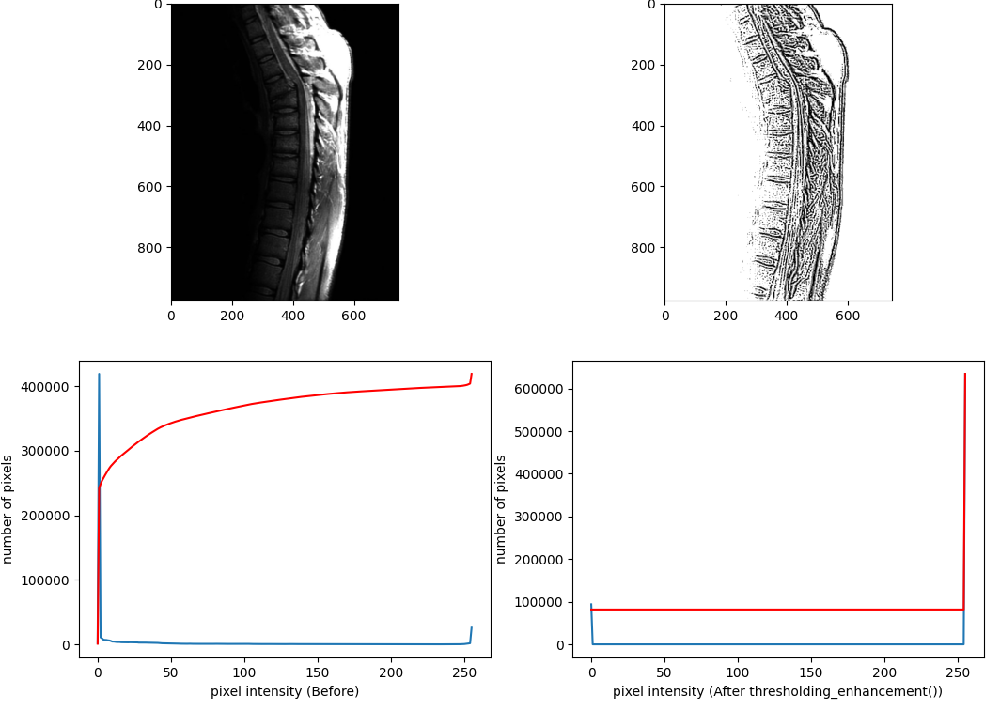 0
200
400
600
800
0 200 400 600
0
200
400
600
800
0 200 400 600
number of pixels
400000
300000
200000
100000
0
0 50 100 150 200 250
pixel intensity (Before)
number of pixels
600000
500000
400000
300000
200000
100000
0
0 50 100 150 200 250
pixel intensity (After thresholding_enhancement())